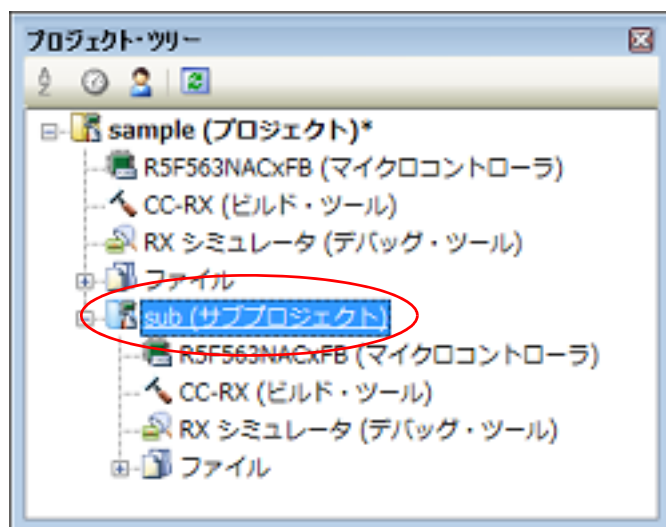 プロジェクト・ツリー
sample (プロジェクト)*
R5F563NACxFB (マイクロコントローラ)
CC-RX (ビルド・ツール)
RX シミュレータ (デバッグ・ツール)
ファイル
sub (サブプロジェクト)
R5F563NACxFB (マイクロコントローラ)
CC-RX (ビルド・ツール)
RX シミュレータ (デバッグ・ツール)
ファイル